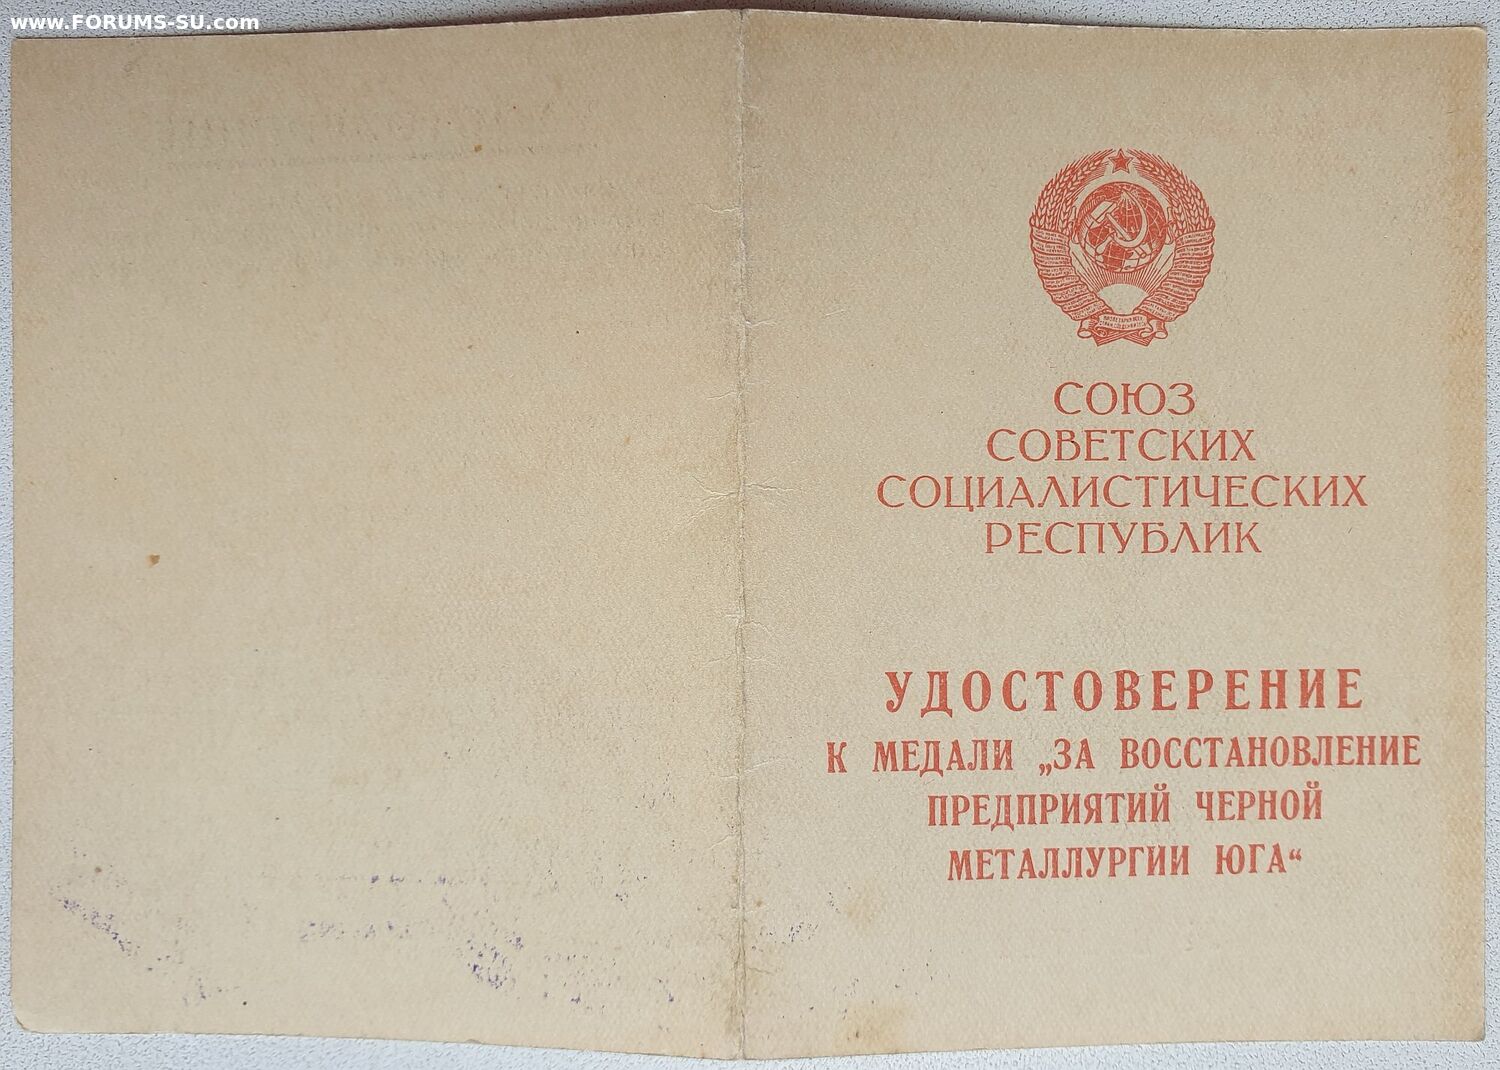 www.FORUMS-SU.com
СОЮЗ
СОВЕТСКИХ
СОЦИАЛИСТИЧЕСКИХ
РЕСПУБЛИК
УДОСТОВЕРЕНИЕ
К МЕДАЛИ „ЗА ВОССТАНОВЛЕНИЕ
ПРЕДПРИЯТИЙ ЧЕРНОЙ
МЕТАЛЛУРГИИ ЮГА“